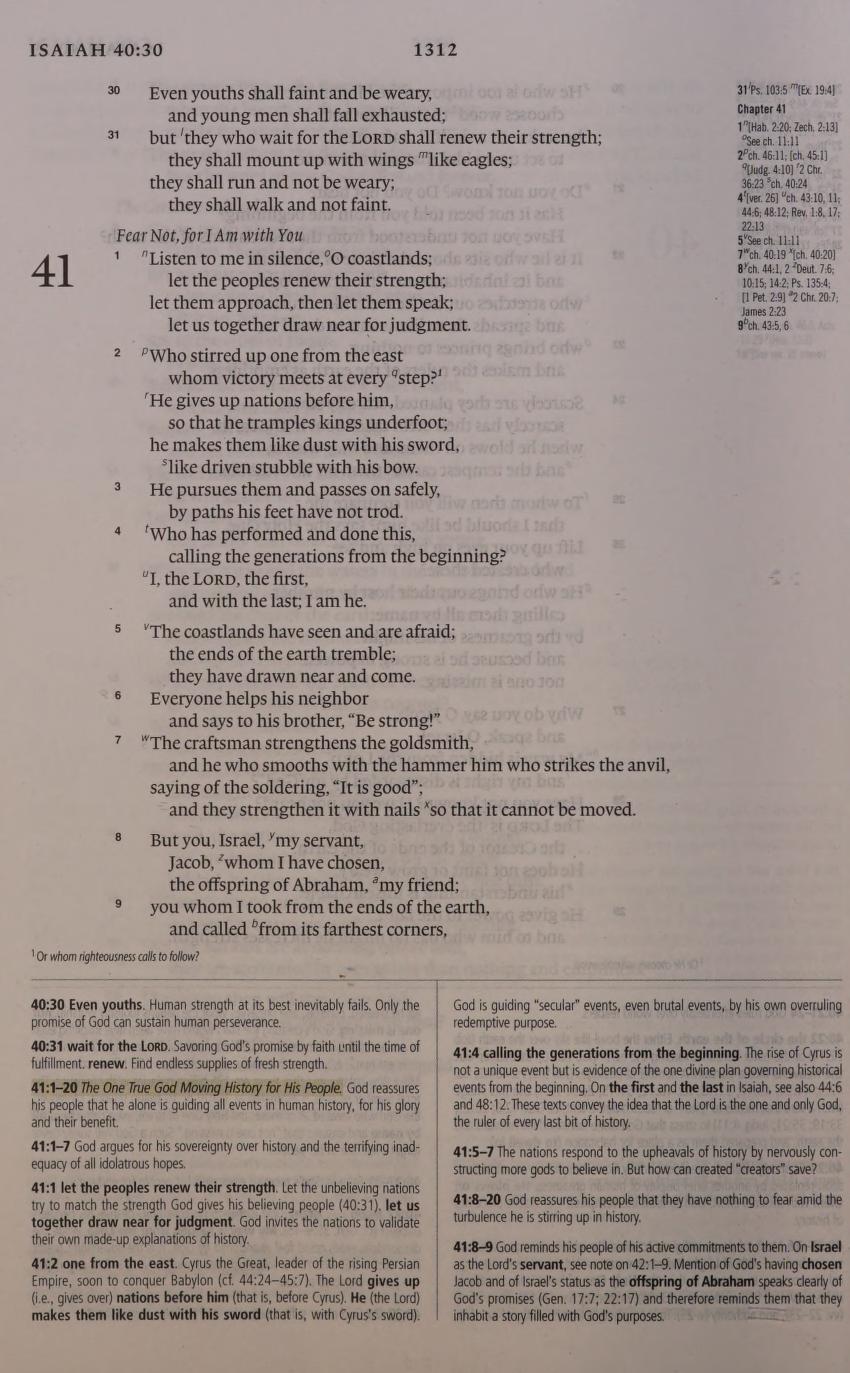 ISAIAH 40:30
1312
30 Even youths shall faint and be weary,
and young men shall fall exhausted;
31 but lthey who wait for the LORD shall renew their strength;
they shall mount up with wings mlike eagles;
they shall run and not be weary;
they shall walk and not faint.
Fear Not, for I Am with You
41
1 nListen to me in silence, oO coastlands;
let the peoples renew their strength;
let them approach, then let them speak;
let us together draw near for judgment.
2 pWho stirred up one from the east
whom victory meets at every qstep?1
rHe gives up nations before him,
so that he tramples kings underfoot;
he makes them like dust with his sword,
slike driven stubble with his bow.
3 He pursues them and passes on safely,
by paths his feet have not trod.
4 tWho has performed and done this,
calling the generations from the beginning?
uI, the LORD, the first,
and with the last; I am he.
5 vThe coastlands have seen and are afraid;
the ends of the earth tremble;
they have drawn near and come.
6 Everyone helps his neighbor
and says to his brother, “Be strong!”
7 wThe craftsman strengthens the goldsmith,
and he who smooths with the hammer him who strikes the anvil,
saying of the soldering, “It is good”;
and they strengthen it with nails xso that it cannot be moved.
8 But you, Israel, ymy servant,
Jacob, zwhom I have chosen,
the offspring of Abraham, amy friend;
9 you whom I took from the ends of the earth,
and called bfrom its farthest corners,
1 Or whom righteousness calls to follow?
31 lPs. 103:5 m[Ex. 19:4]
Chapter 41
1 n[Hab. 2:20; Zech. 2:13]
oSee ch. 11:11
2 pch. 46:11; [ch. 45:1]
q[Judg. 4:10] r2 Chr.
36:23 sch. 40:24
4 t[ver. 26] uch. 43:10, 11;
44:6; 48:12; Rev. 1:8, 17;
22:13
5 vSee ch. 11:11
7 wch. 40:19 x[ch. 40:20]
8 ych. 44:1, 2 zDeut. 7:6;
10:15; 14:2; Ps. 135:4;
[1 Pet. 2:9] a2 Chr. 20:7;
James 2:23
9 bch. 43:5, 6
40:30 Even youths. Human strength at its best inevitably fails. Only the
promise of God can sustain human perseverance.
40:31 wait for the LORD. Savoring God's promise by faith until the time of
fulfillment. renew. Find endless supplies of fresh strength.
41:1–20 The One True God Moving History for His People. God reassures
his people that he alone is guiding all events in human history, for his glory
and their benefit.
41:1–7 God argues for his sovereignty over history and the terrifying inad-
equacy of all idolatrous hopes.
41:1 let the peoples renew their strength. Let the unbelieving nations
try to match the strength God gives his believing people (40:31). let us
together draw near for judgment. God invites the nations to validate
their own made-up explanations of history.
41:2 one from the east. Cyrus the Great, leader of the rising Persian
Empire, soon to conquer Babylon (cf. 44:24–45:7). The Lord gives up
(i.e., gives over) nations before him (that is, before Cyrus). He (the Lord)
makes them like dust with his sword (that is, with Cyrus's sword).
God is guiding “secular” events, even brutal events, by his own overruling
redemptive purpose.
41:4 calling the generations from the beginning. The rise of Cyrus is
not a unique event but is evidence of the one divine plan governing historical
events from the beginning. On the first and the last in Isaiah, see also 44:6
and 48:12. These texts convey the idea that the Lord is the one and only God,
the ruler of every last bit of history.
41:5–7 The nations respond to the upheavals of history by nervously con-
structing more gods to believe in. But how can created “creators” save?
41:8–20 God reassures his people that they have nothing to fear amid the
turbulence he is stirring up in history.
41:8–9 God reminds his people of his active commitments to them. On Israel
as the Lord's servant, see note on 42:1–9. Mention of God's having chosen
Jacob and of Israel's status as the offspring of Abraham speaks clearly of
God's promises (Gen. 17:7; 22:17) and therefore reminds them that they
inhabit a story filled with God's purposes.